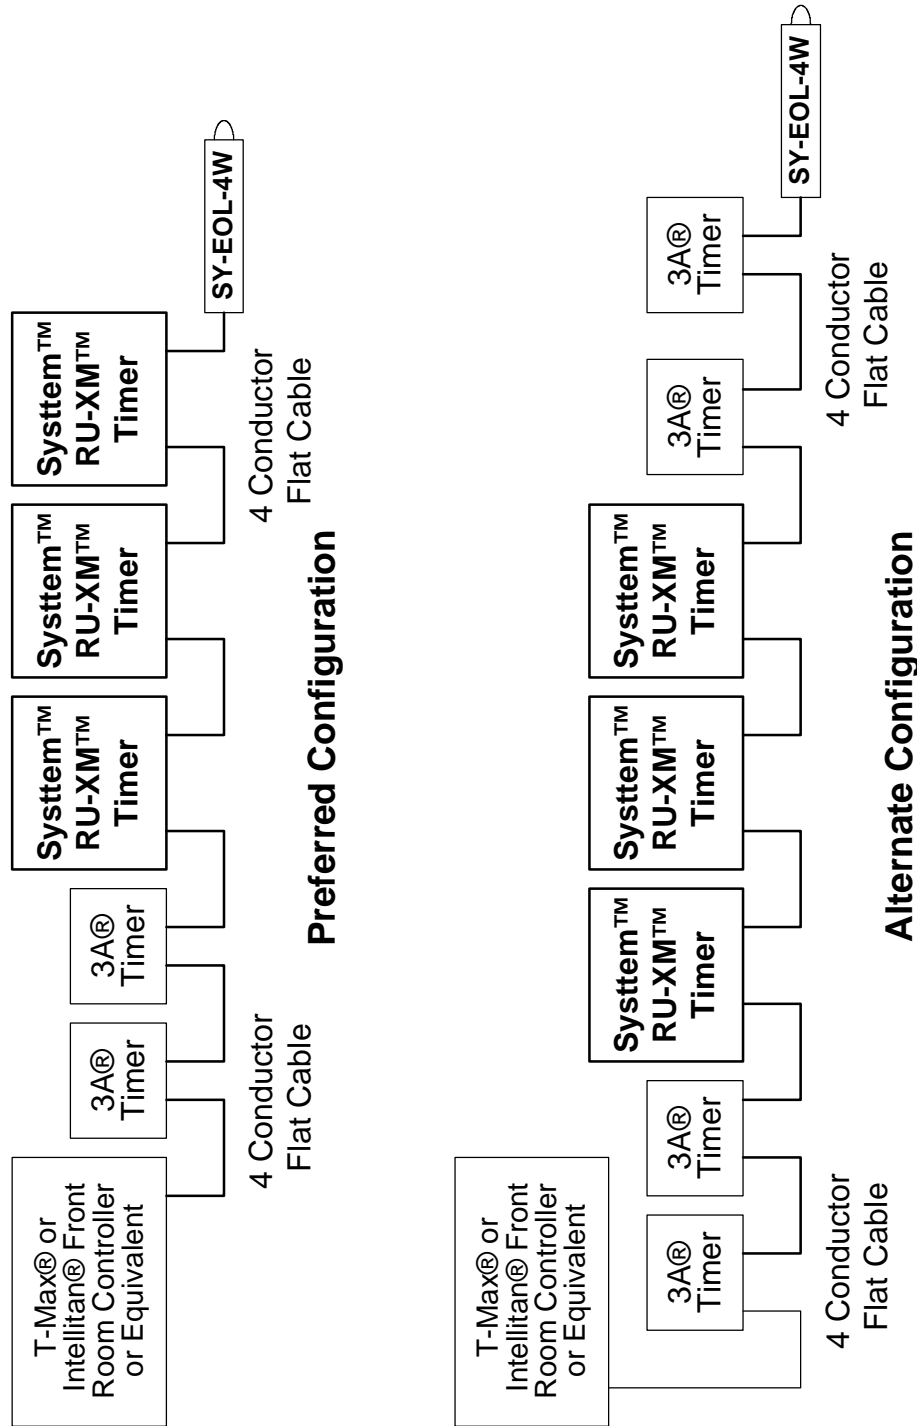 T-Max® or
Intellitan® Front
Room Controller
or Equivalent
3A®
Timer
3A®
Timer
Systtem™
RU-XM™
Timer
Systtem™
RU-XM™
Timer
Systtem™
RU-XM™
Timer
SY-EOL-4W
4 Conductor
Flat Cable
4 Conductor
Flat Cable
Preferred Configuration
T-Max® or
Intellitan® Front
Room Controller
or Equivalent
3A®
Timer
3A®
Timer
Systtem™
RU-XM™
Timer
Systtem™
RU-XM™
Timer
Systtem™
RU-XM™
Timer
3A®
Timer
3A®
Timer
SY-EOL-4W
4 Conductor
Flat Cable
4 Conductor
Flat Cable
Alternate Configuration